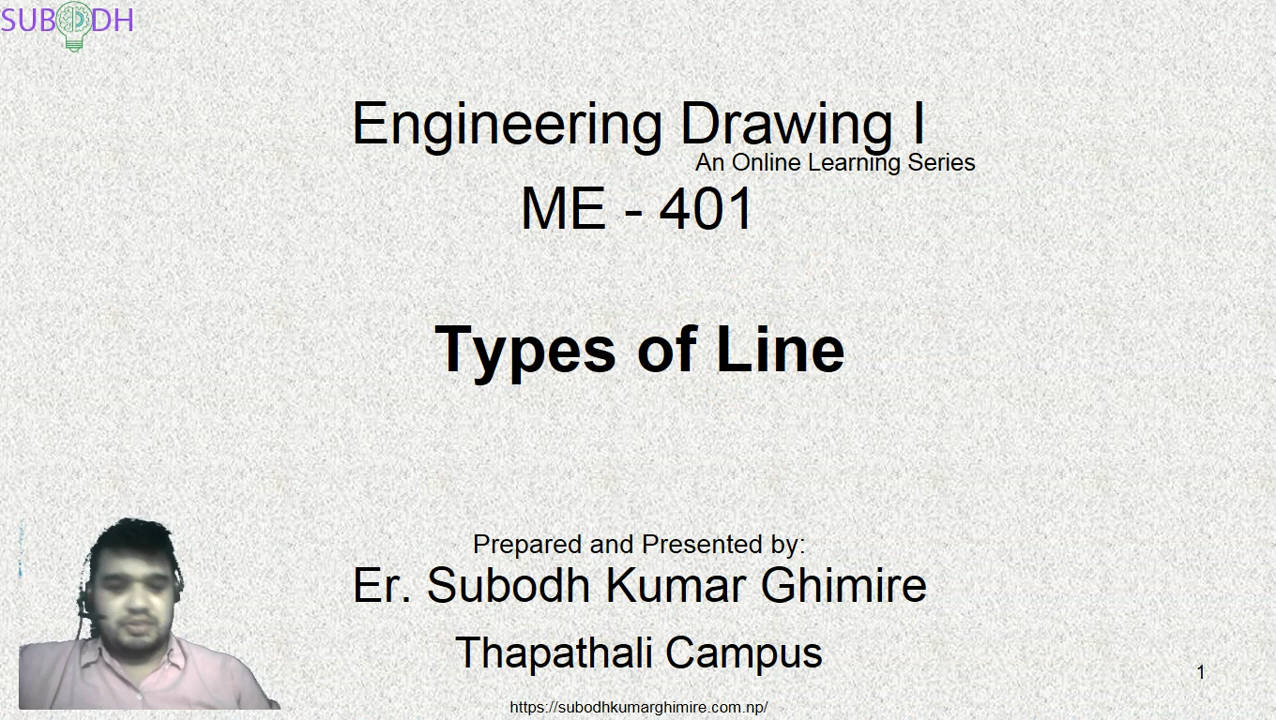 SUBODH
Engineering Drawing I
An Online Learning Series
ME - 401
Types of Line
Prepared and Presented by:
Er. Subodh Kumar Ghimire
Thapathali Campus
1
https://subodhkumarghimire.com.np/